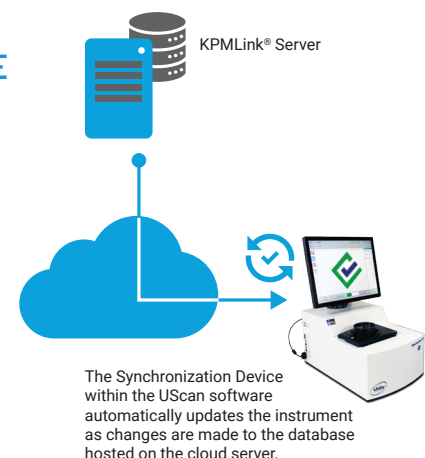 E
KPMLink® Server
The Synchronization Device
within the UScan software
automatically updates the instrument
as changes are made to the database
hosted on the cloud server.
Unity